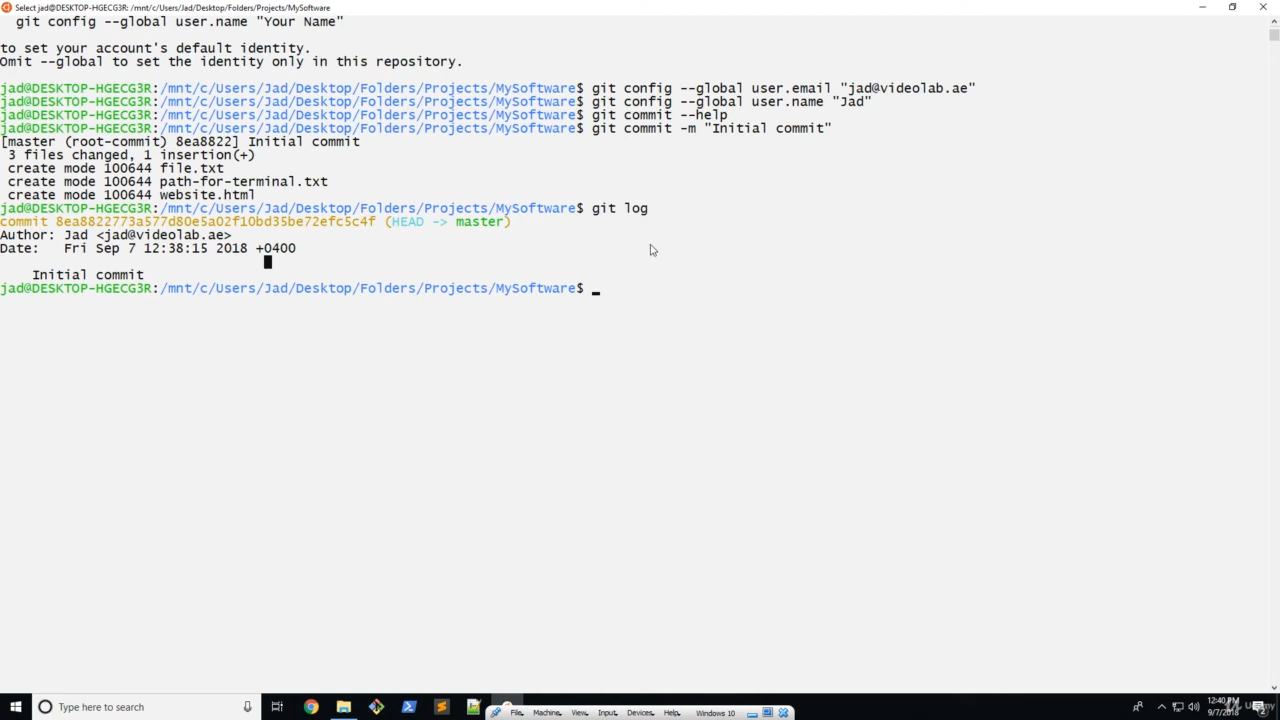 Select jad@DESKTOP-HGECG3R: /mnt/c/Users/Jad/Desktop/Folders/Projects/MySoftware
git config --global user.name "Your Name"
to set your account's default identity.
Omit --global to set the identity only in this repository.
jad@DESKTOP-HGECG3R:/mnt/c/Users/Jad/Desktop/Folders/Projects/MySoftware$ git config --global user.email "jad@videolab.ae"
jad@DESKTOP-HGECG3R:/mnt/c/Users/Jad/Desktop/Folders/Projects/MySoftware$ git config --global user.name "Jad"
jad@DESKTOP-HGECG3R:/mnt/c/Users/Jad/Desktop/Folders/Projects/MySoftware$ git commit --help
jad@DESKTOP-HGECG3R:/mnt/c/Users/Jad/Desktop/Folders/Projects/MySoftware$ git commit -m "Initial commit"
[master (root-commit) 8ea8822] Initial commit
3 files changed, 1 insertion(+)
create mode 100644 file.txt
create mode 100644 path-for-terminal.txt
create mode 100644 website.html
jad@DESKTOP-HGECG3R:/mnt/c/Users/Jad/Desktop/Folders/Projects/MySoftware$ git log
commit 8ea8822773a577d80e5a02f10bd35be72efc5c4f (HEAD -> master)
Author: Jad <jad@videolab.ae>
Date:   Fri Sep 7 12:38:15 2018 +0400
Initial commit
jad@DESKTOP-HGECG3R:/mnt/c/Users/Jad/Desktop/Folders/Projects/MySoftware$ _
Type here to search
File Machine View Input Devices Help Windows 10
12:40 PM
9/7/2018
Udemy